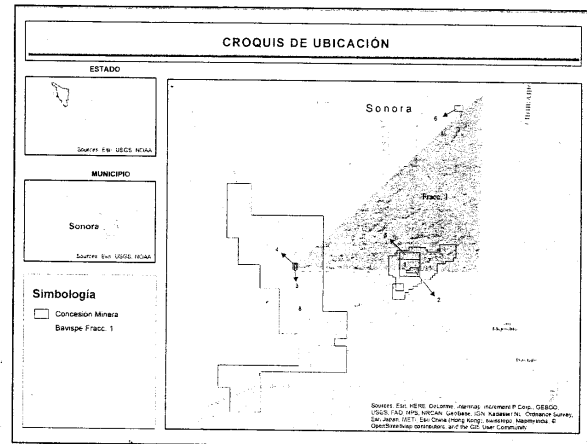 CROQUIS DE UBICACIÓN
ESTADO
Sources: Esri, USGS, NOAA
MUNICIPIO
Sonora
Sources: Esri, USGS, NOAA
Simbología
Concesion Minera
Bavispe Fracc. 1
Sonora
6
Fracc. 1
5
4
3
2
8
Sources: Esri, HERE, DeLorme, Intermap, increment P Corp., GEBCO,
USGS, FAO, NPS, NRCAN, GeoBase, IGN, Kadaster NL, Ordnance Survey,
Esri Japan, METI, Esri China (Hong Kong), swisstopo, MapmyIndia, ©
OpenStreetMap contributors, and the GIS User Community